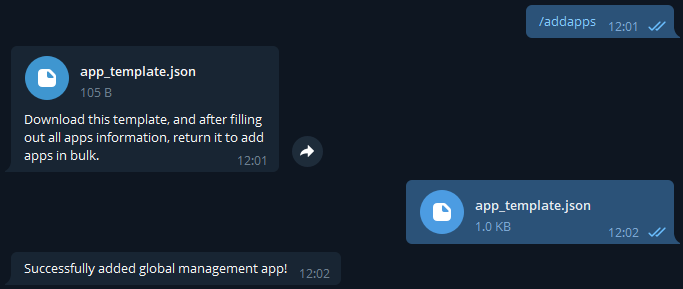 /addapps 12:01
app_template.json
105 B
Download this template, and after filling
out all apps information, return it to add
apps in bulk. 12:01
app_template.json
1.0 KB
12:02
Successfully added global management app! 12:02